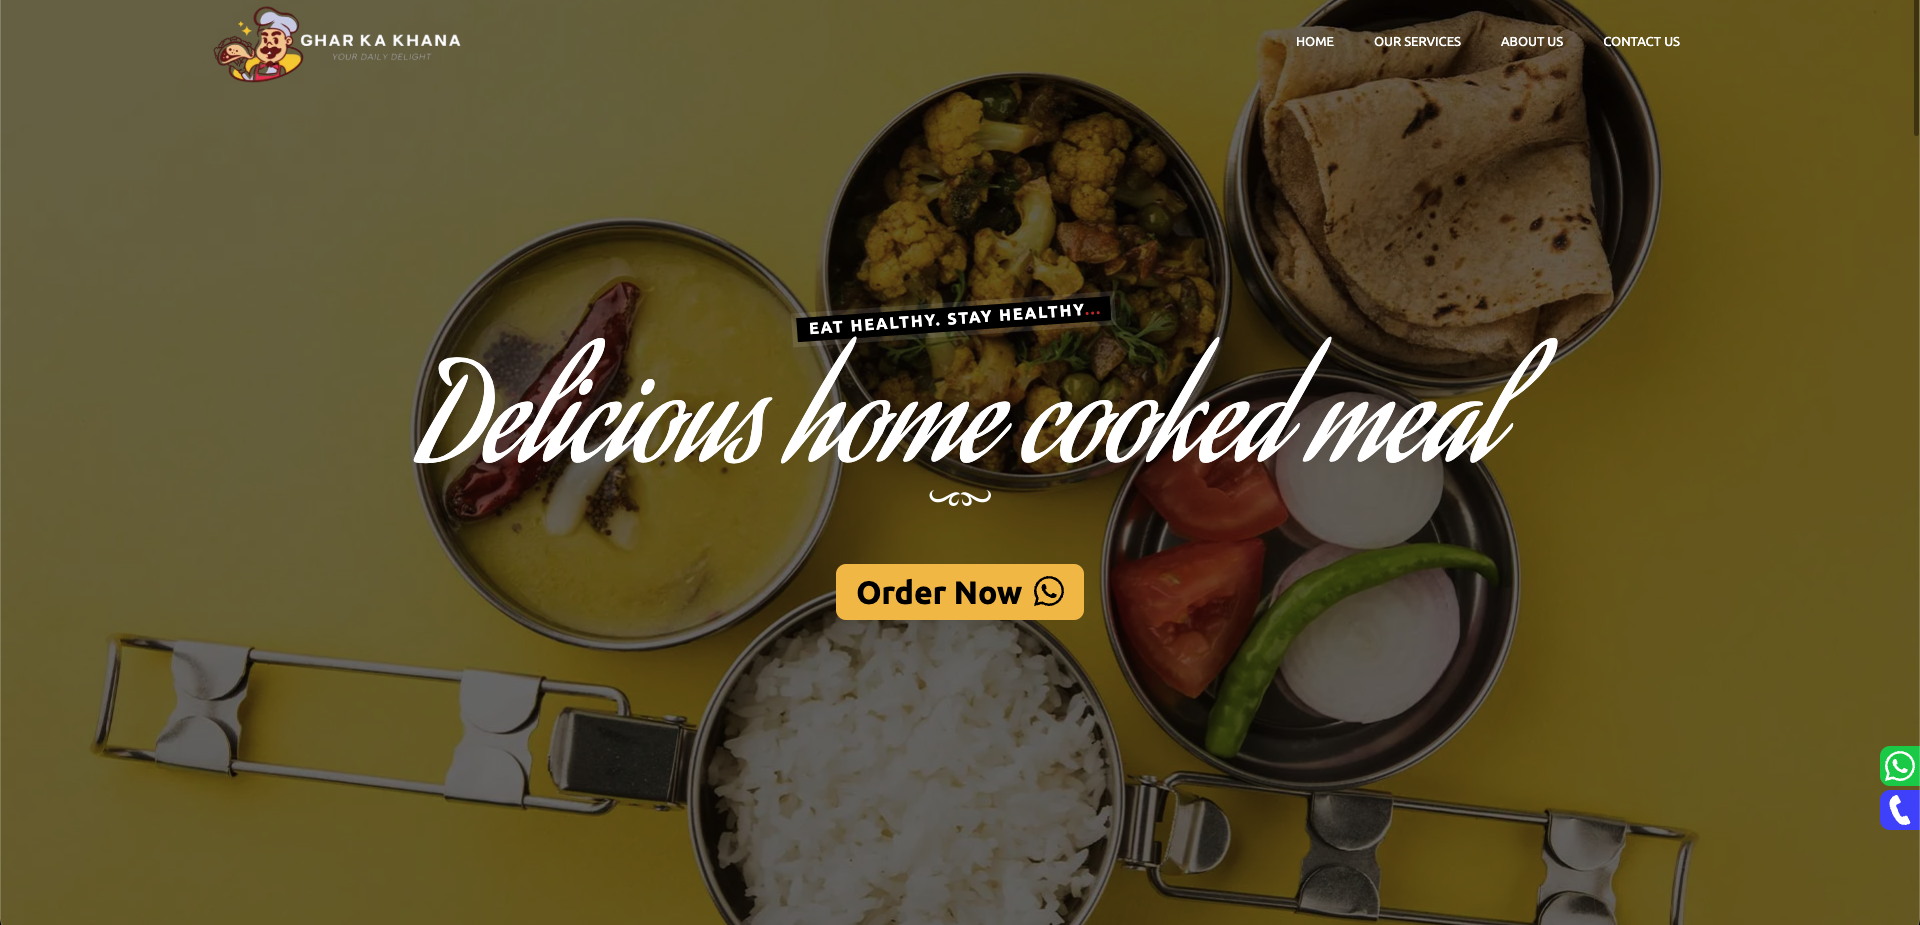 GHAR KA KHANA
YOUR DAILY DELIGHT
HOME
OUR SERVICES
ABOUT US
CONTACT US
EAT HEALTHY. STAY HEALTHY...
Delicious home cooked meal
Order Now